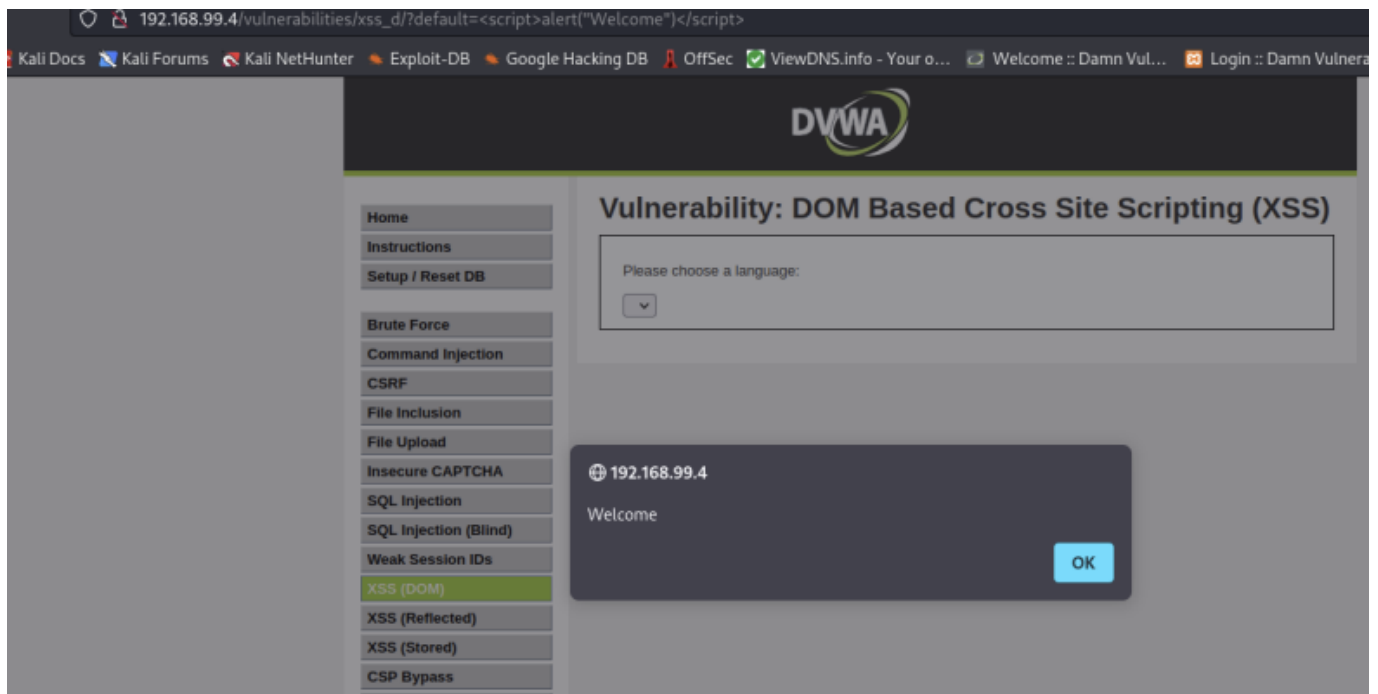 192.168.99.4/vulnerabilities/xss_d/?default=<script>alert("Welcome")</script>
Kali Docs Kali Forums Kali NetHunter Exploit-DB Google Hacking DB OffSec ViewDNS.info - Your o... Welcome :: Damn Vul... Login :: Damn Vulnera
DVWA
Vulnerability: DOM Based Cross Site Scripting (XSS)
Please choose a language:
Home
Instructions
Setup / Reset DB
Brute Force
Command Injection
CSRF
File Inclusion
File Upload
Insecure CAPTCHA
SQL Injection
SQL Injection (Blind)
Weak Session IDs
XSS (DOM)
XSS (Reflected)
XSS (Stored)
CSP Bypass
192.168.99.4
Welcome
OK